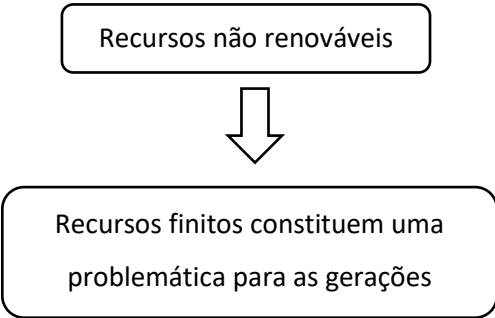 Recursos não renováveis
Recursos finitos constituem uma
problemática para as gerações